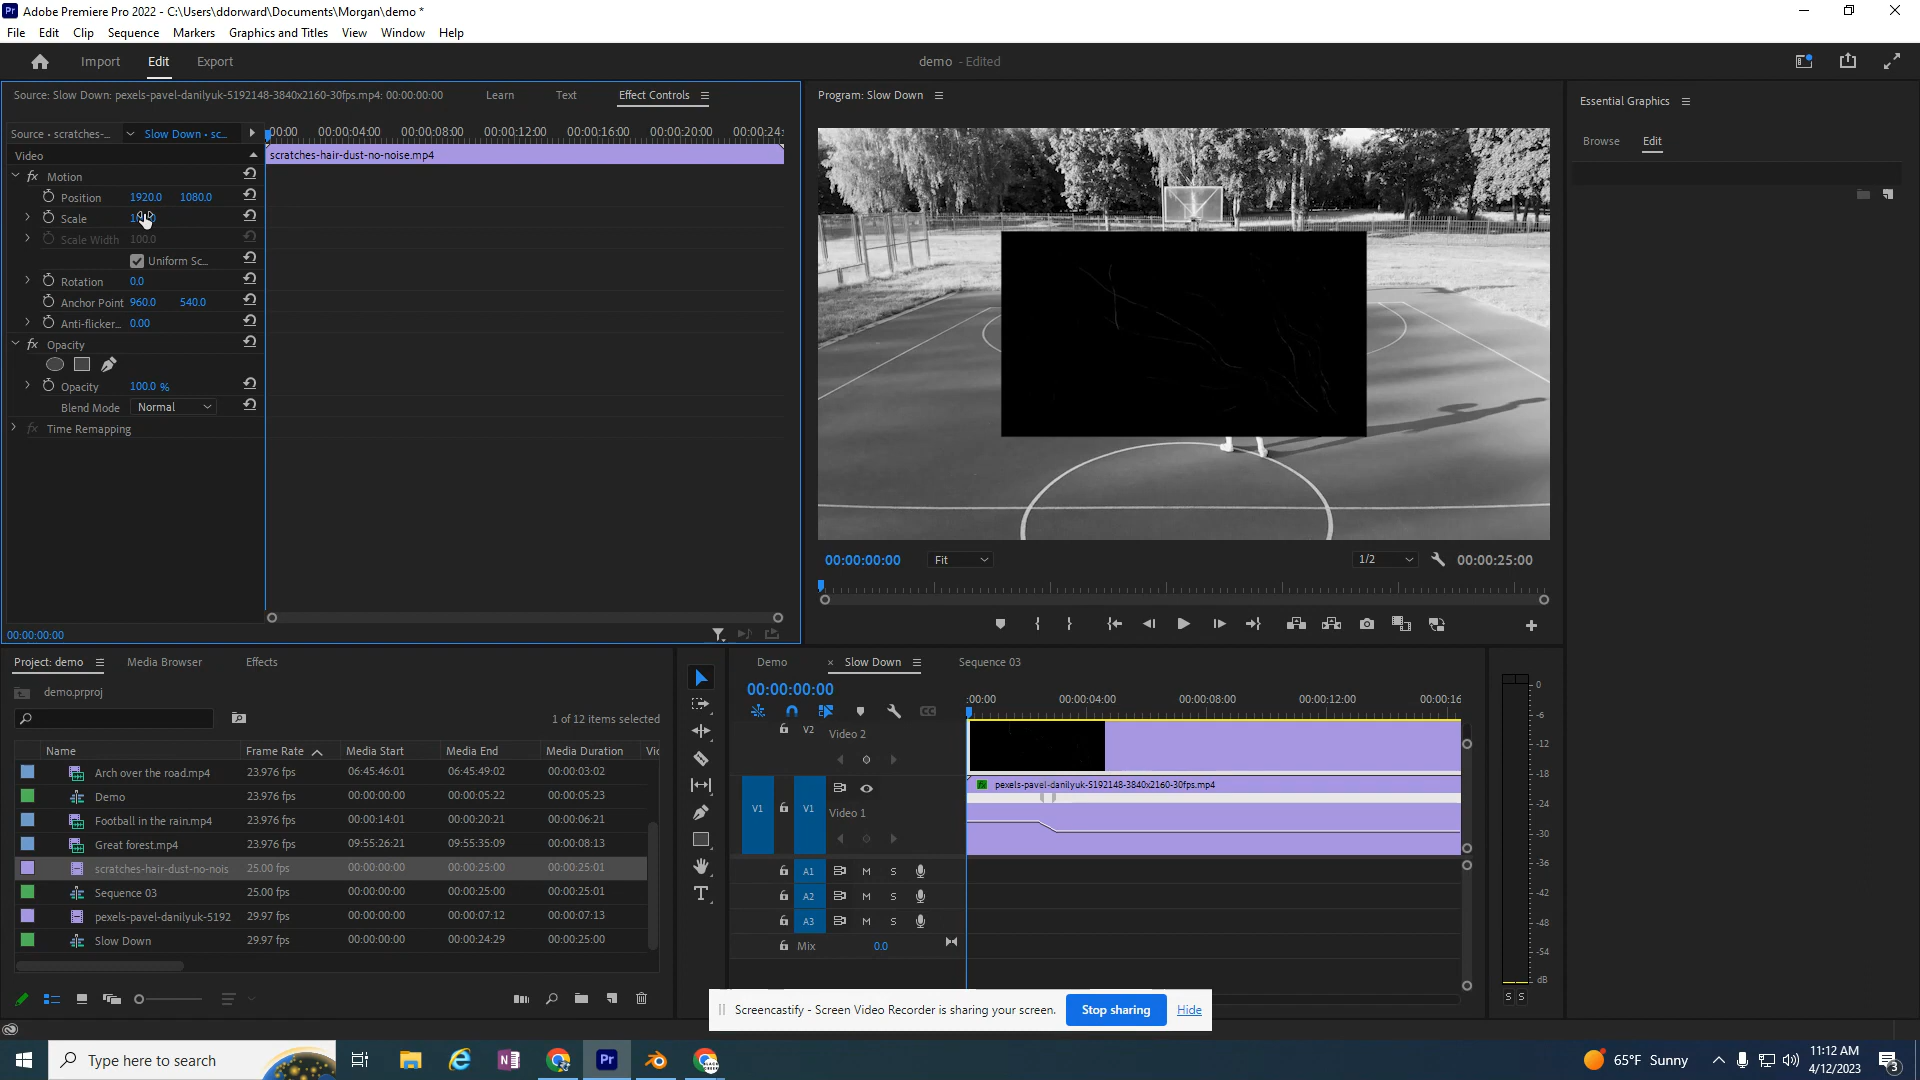 Adobe Premiere Pro 2022 - C:\Users\ddorward\Documents\Morgan\demo *
File Edit Clip Sequence Markers Graphics and Titles View Window Help
Import Edit Export
demo - Edited
Source: Slow Down: pexels-pavel-danilyuk-5192148-3840x2160-30fps.mp4: 00:00:00:00 Learn Text Effect Controls
Program: Slow Down
Essential Graphics
Browse Edit
Source • scratches-... Slow Down • sc...
:00:00 00:00:04:00 00:00:08:00 00:00:12:00 00:00:16:00 00:00:20:00 00:00:24:
Video
scratches-hair-dust-no-noise.mp4
Motion
Position 1920.0 1080.0
Scale
Scale Width 100.0
Uniform Sc...
Rotation 0.0
Anchor Point 960.0 540.0
Anti-flicker... 0.00
Opacity
Opacity 100.0 %
Blend Mode Normal
Time Remapping
00:00:00:00
00:00:00:00 Fit 1/2 00:00:25:00
Project: demo Media Browser Effects
demo.prproj
1 of 12 items selected
Name Frame Rate Media Start Media End Media Duration
Arch over the road.mp4 23.976 fps 06:45:46:01 06:45:49:02 00:00:03:02
Demo 23.976 fps 00:00:00:00 00:00:05:22 00:00:05:23
Football in the rain.mp4 23.976 fps 00:00:14:01 00:00:20:21 00:00:06:21
Great forest.mp4 23.976 fps 09:55:26:21 09:55:35:09 00:00:08:13
scratches-hair-dust-no-nois 25.00 fps 00:00:00:00 00:00:25:00 00:00:25:01
Sequence 03 25.00 fps 00:00:00:00 00:00:25:00 00:00:25:01
pexels-pavel-danilyuk-5192 29.97 fps 00:00:00:00 00:00:07:12 00:00:07:13
Slow Down 29.97 fps 00:00:00:00 00:00:24:29 00:00:25:00
Demo × Slow Down Sequence 03
00:00:00:00
:00:00 00:00:04:00 00:00:08:00 00:00:12:00 00:00:16
V2 Video 2
pexels-pavel-danilyuk-5192148-3840x2160-30fps.mp4
V1 V1 Video 1
A1 M S
A2 M S
A3 M S
Mix 0.0
0
-6
-12
-18
-24
-30
-36
-42
-48
-54
dB
S S
Screencastify - Screen Video Recorder is sharing your screen. Stop sharing Hide
Type here to search
65°F Sunny
11:12 AM
4/12/2023
3